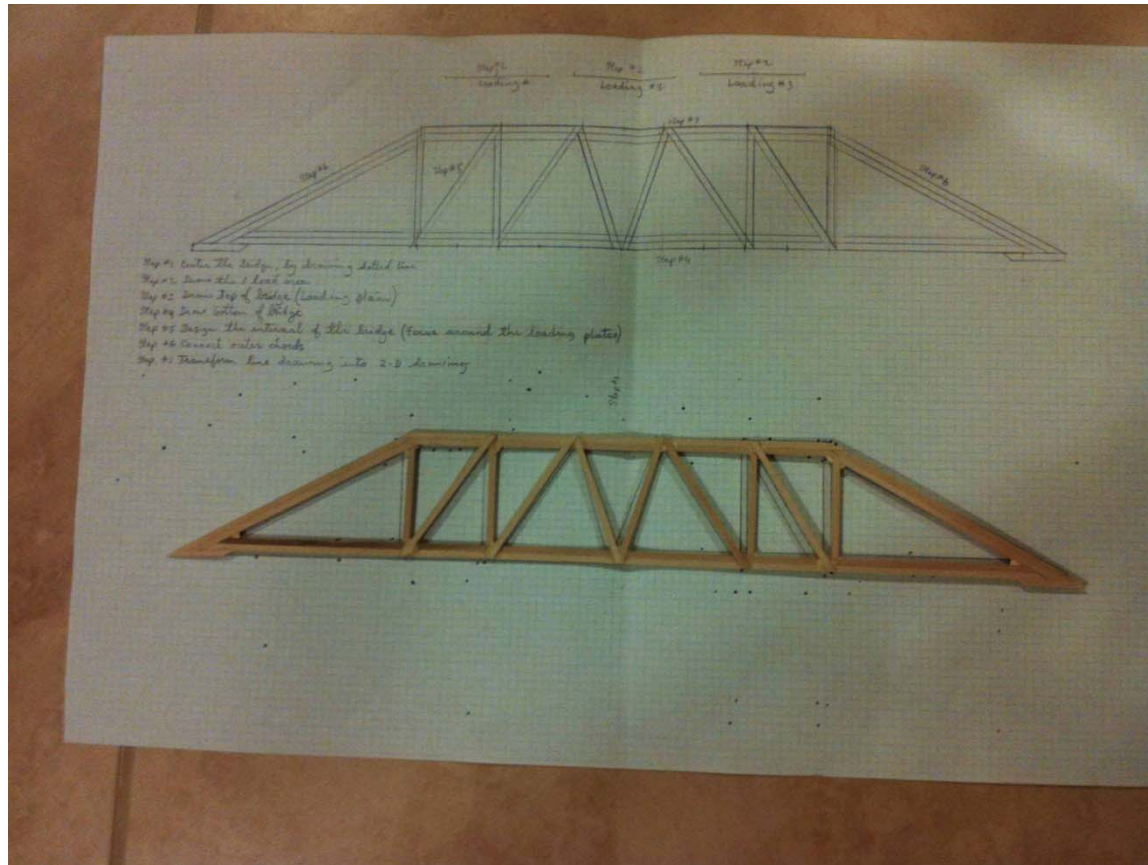 Step #2 Step #2 Step #2
Loading # Loading # Loading #3
Step #3
Step #6 Step #5 Step #6
Step #4
Step #1 Center the bridge, by drawing dotted line
Step #2 Draw the 3 load area
Step #3 Draw Top of bridge (Loading plain)
Step #4 Draw bottom of bridge
Step #5 Design the internal of the bridge (Focus around the loading plates)
Step #6 Connect outer chords
Step #7 Transform line drawing into 2-D drawing
Step #1